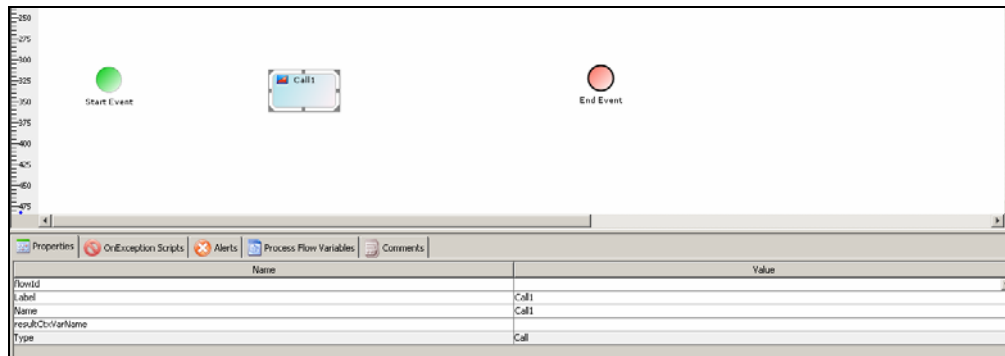 250
275
300
325
350
375
400
425
450
475
Call1
Start Event
End Event
Properties OnException Scripts Alerts Process Flow Variables Comments
Name Value
flowId
Label Call1
Name Call1
resultCtxVarName
Type Call